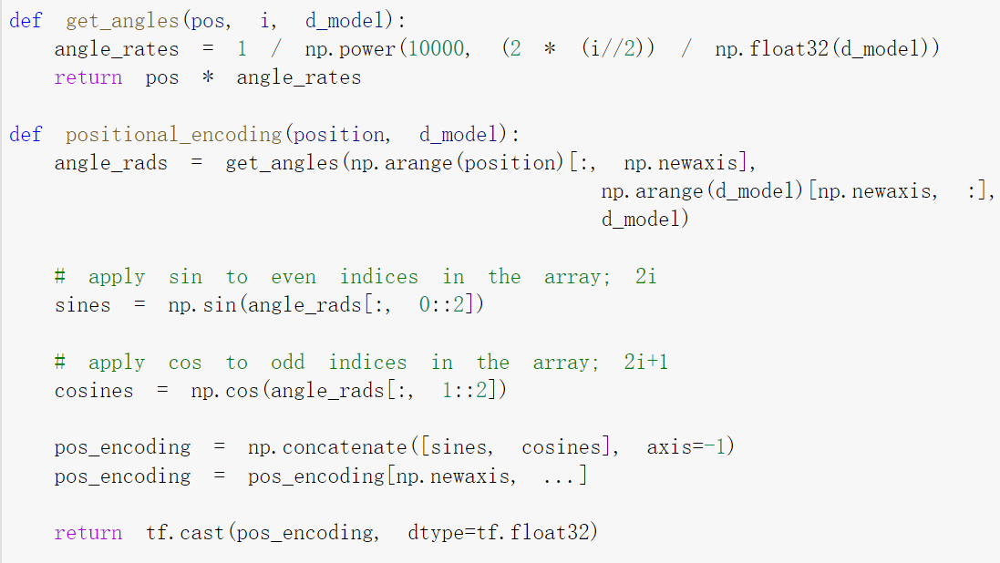 def get_angles(pos, i, d_model):
    angle_rates = 1 / np.power(10000, (2 * (i//2)) / np.float32(d_model))
    return pos * angle_rates

def positional_encoding(position, d_model):
    angle_rads = get_angles(np.arange(position)[:, np.newaxis],
                            np.arange(d_model)[np.newaxis, :],
                            d_model)

    # apply sin to even indices in the array; 2i
    sines = np.sin(angle_rads[:, 0::2])

    # apply cos to odd indices in the array; 2i+1
    cosines = np.cos(angle_rads[:, 1::2])

    pos_encoding = np.concatenate([sines, cosines], axis=-1)
    pos_encoding = pos_encoding[np.newaxis, ...]

    return tf.cast(pos_encoding, dtype=tf.float32)